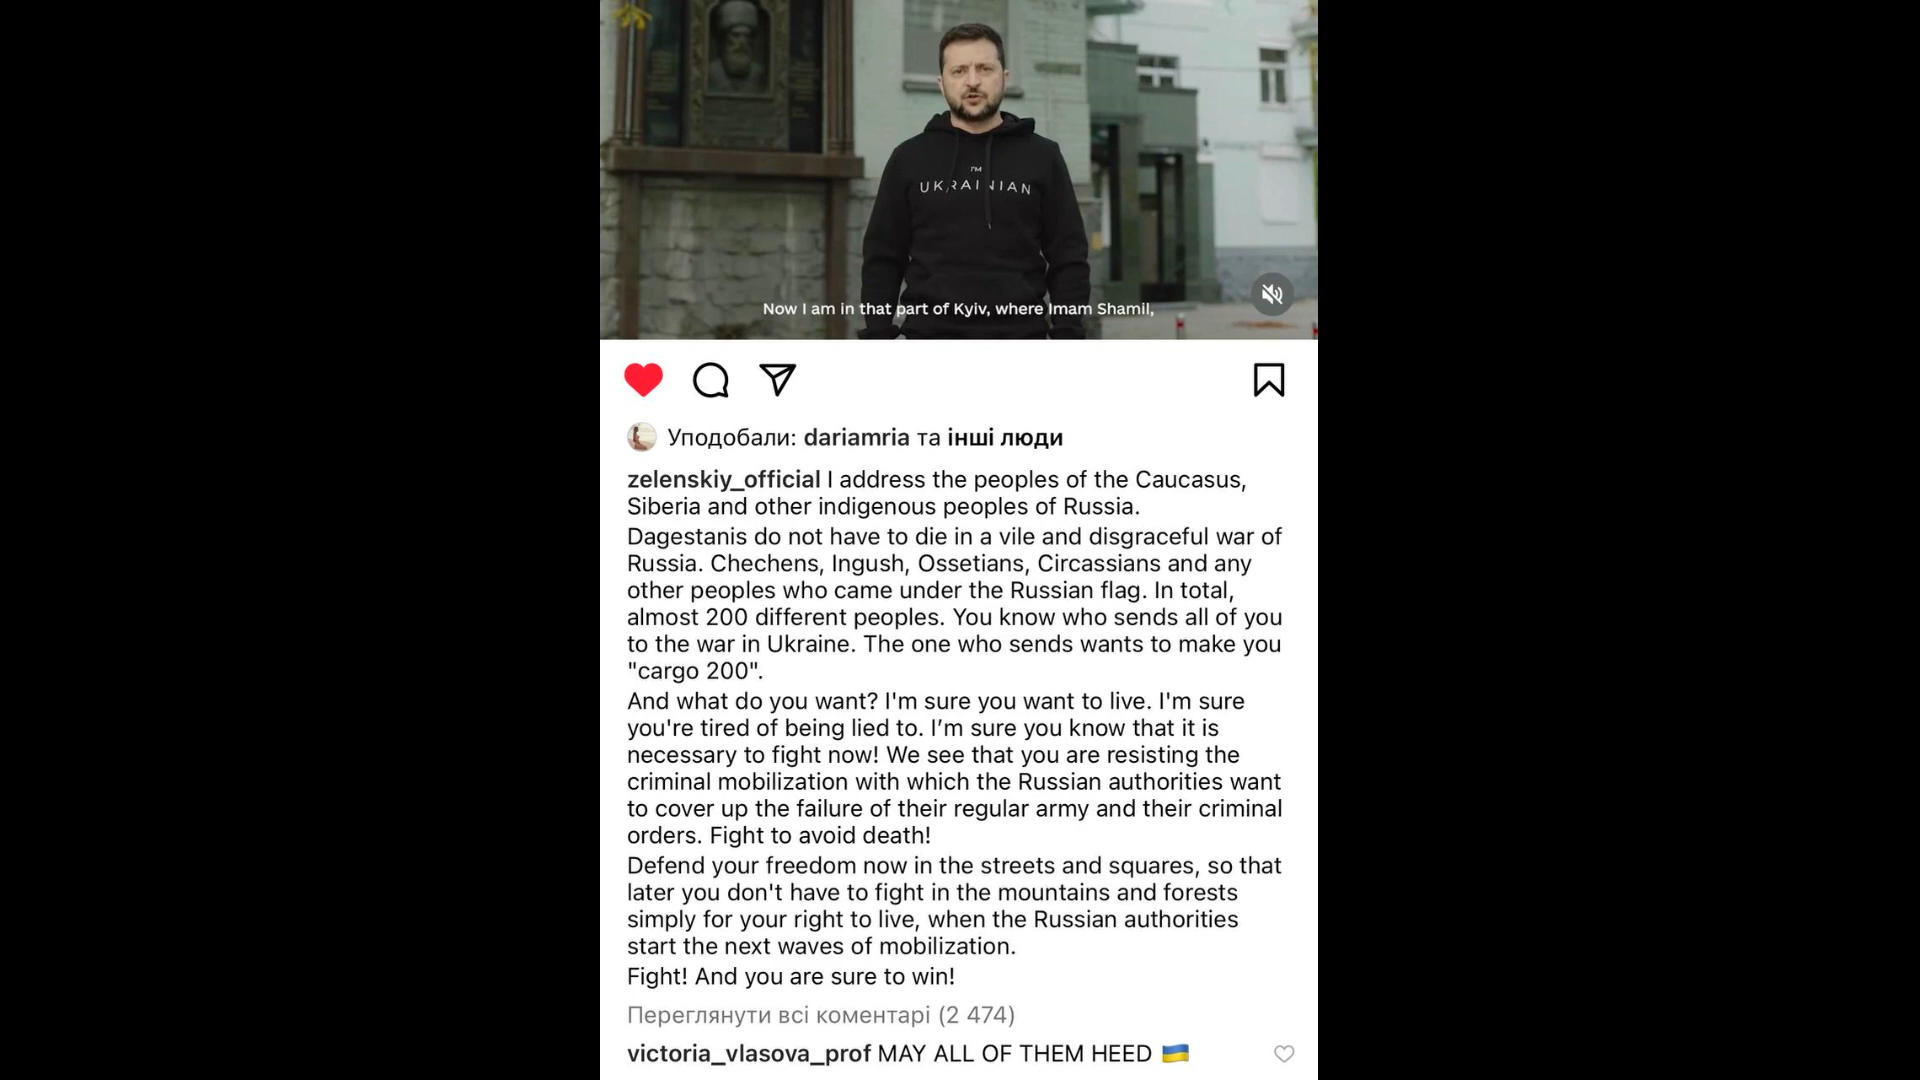 I'M
UKRAINIAN
Now I am in that part of Kyiv, where Imam Shamil,
Уподобали: dariamria та інші люди
zelenskiy_official I address the peoples of the Caucasus,
Siberia and other indigenous peoples of Russia.
Dagestanis do not have to die in a vile and disgraceful war of
Russia. Chechens, Ingush, Ossetians, Circassians and any
other peoples who came under the Russian flag. In total,
almost 200 different peoples. You know who sends all of you
to the war in Ukraine. The one who sends wants to make you
"cargo 200".
And what do you want? I'm sure you want to live. I'm sure
you're tired of being lied to. I’m sure you know that it is
necessary to fight now! We see that you are resisting the
criminal mobilization with which the Russian authorities want
to cover up the failure of their regular army and their criminal
orders. Fight to avoid death!
Defend your freedom now in the streets and squares, so that
later you don't have to fight in the mountains and forests
simply for your right to live, when the Russian authorities
start the next waves of mobilization.
Fight! And you are sure to win!
Переглянути всі коментарі (2 474)
victoria_vlasova_prof MAY ALL OF THEM HEED 🇺🇦